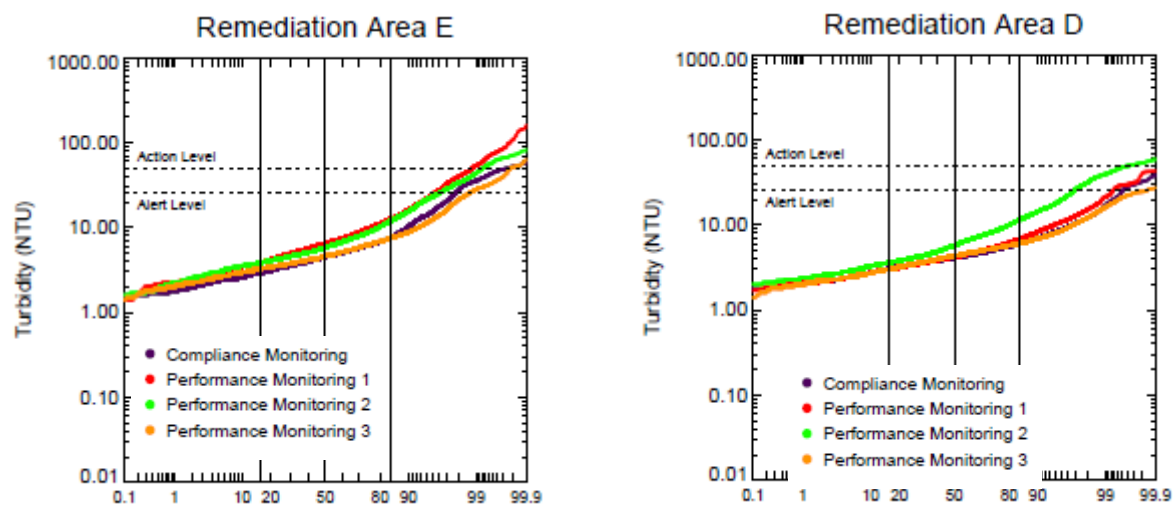 Remediation Area E
1000.00
100.00
10.00
1.00
0.10
0.01
Turbidity (NTU)
Action Level
Alert Level
Compliance Monitoring
Performance Monitoring 1
Performance Monitoring 2
Performance Monitoring 3
0.1 1 10 20 50 80 90 99 99.9
Remediation Area D
1000.00
100.00
10.00
1.00
0.10
0.01
Turbidity (NTU)
Action Level
Alert Level
Compliance Monitoring
Performance Monitoring 1
Performance Monitoring 2
Performance Monitoring 3
0.1 1 10 20 50 80 90 99 99.9